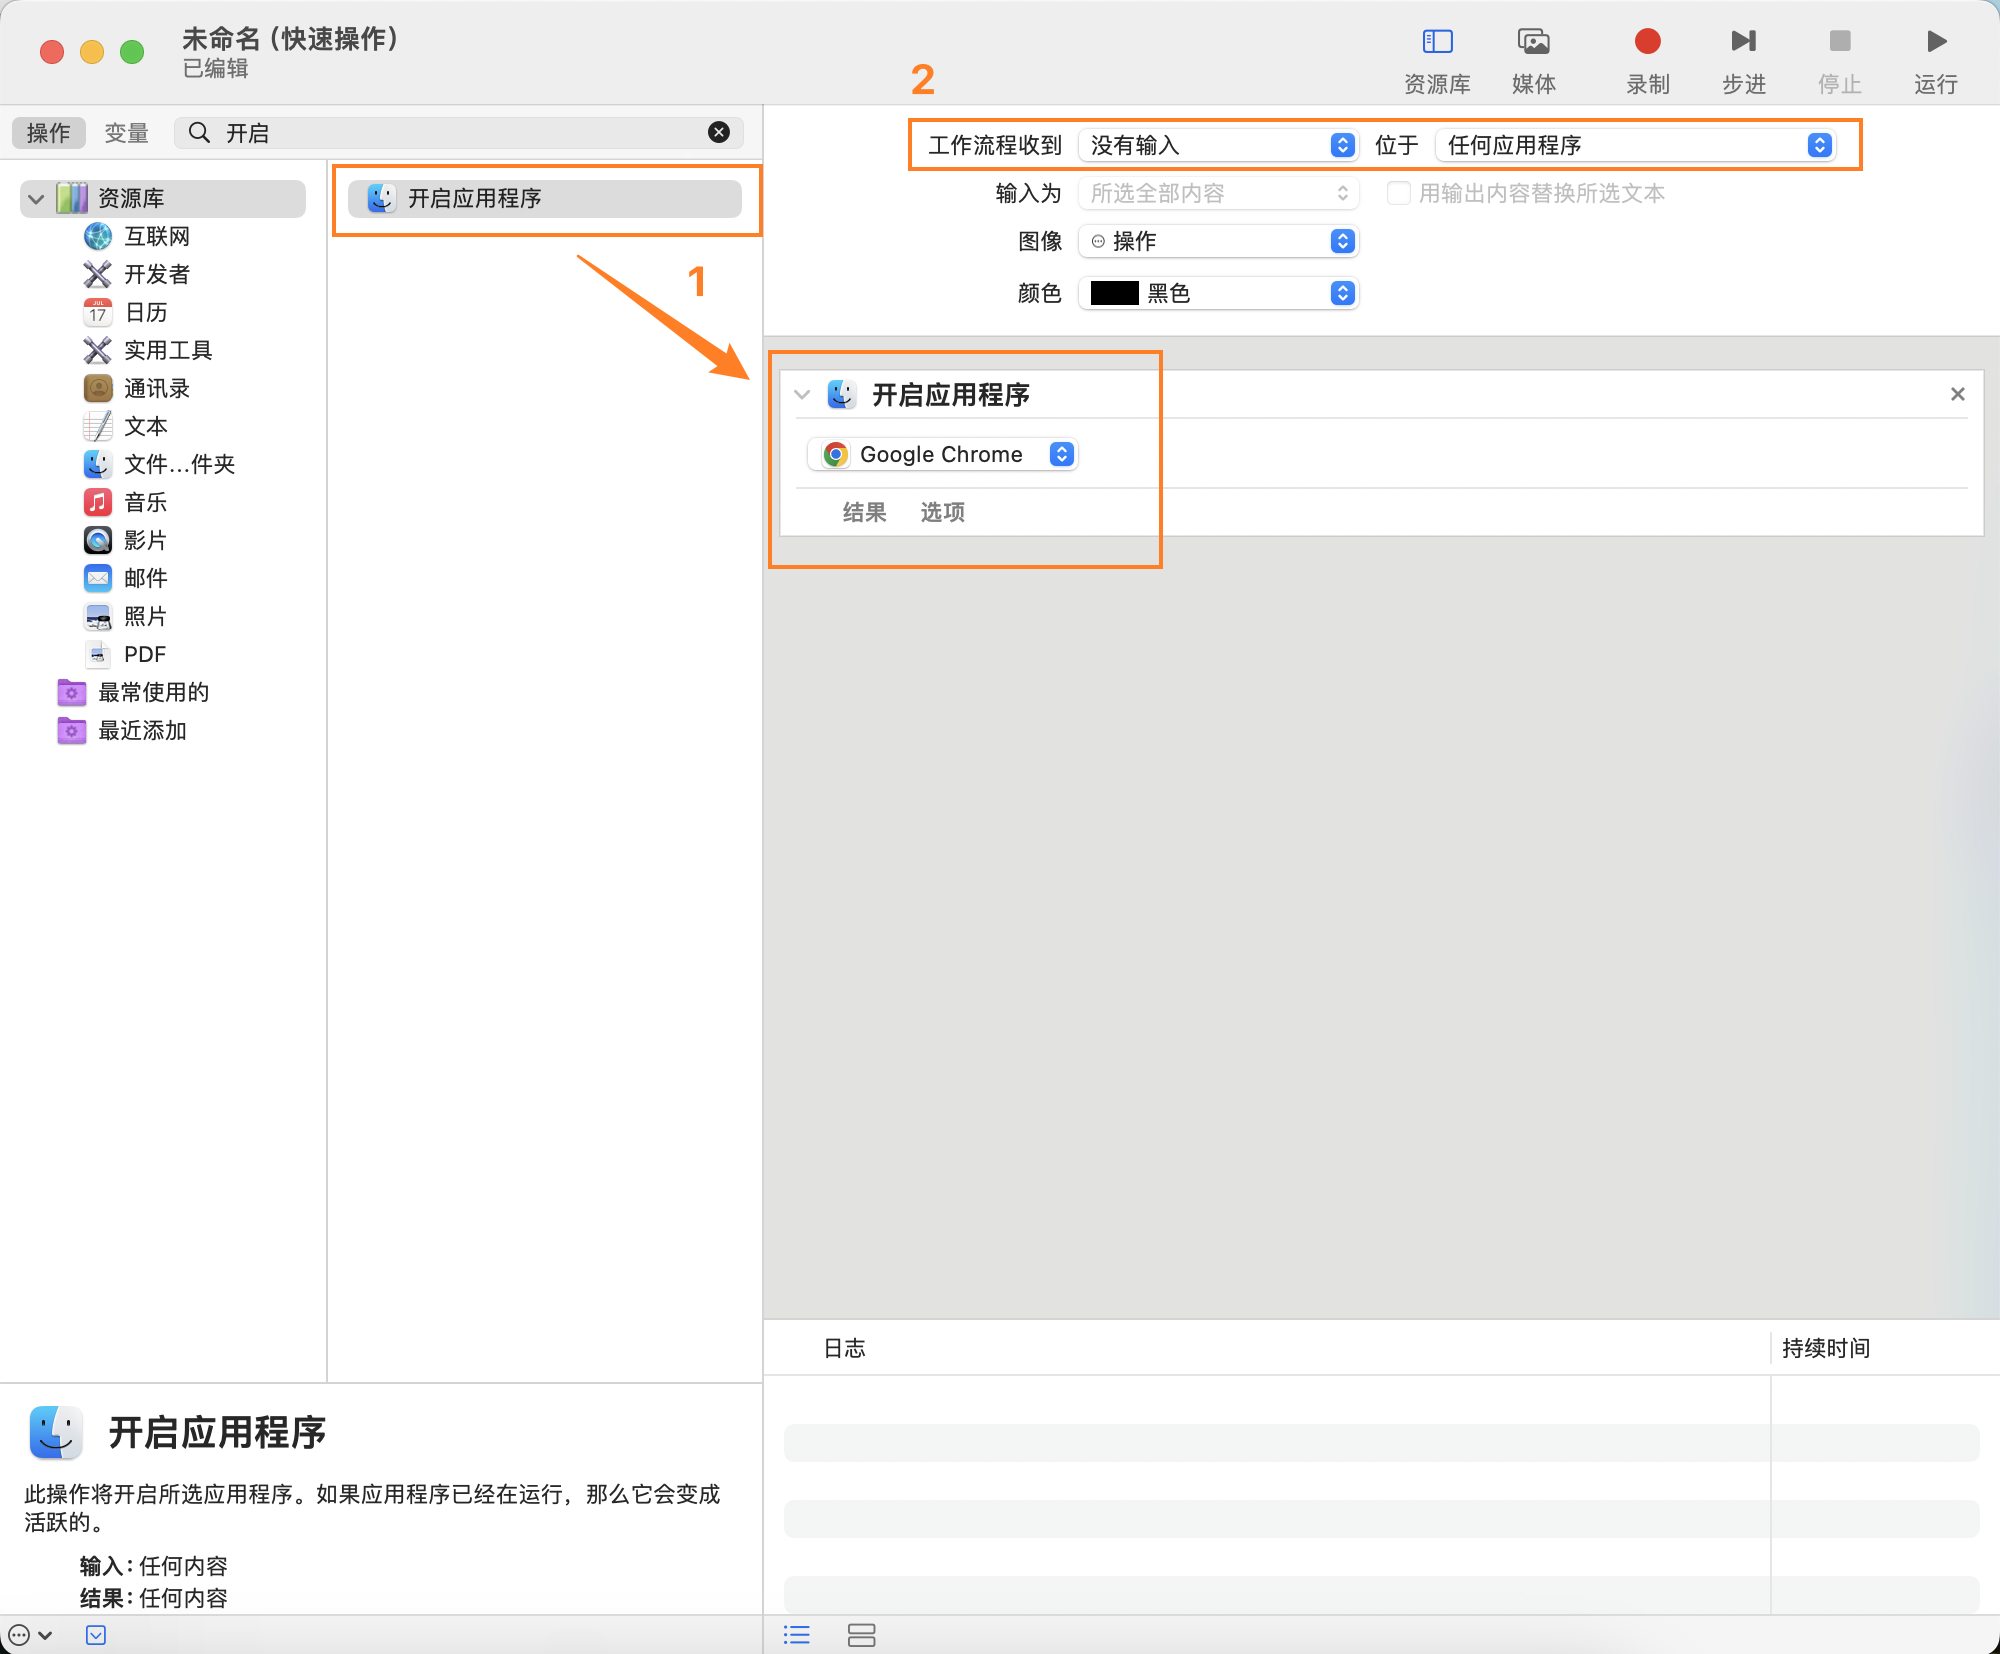 未命名（快速操作）
已编辑
资源库
媒体
录制
步进
停止
运行
2
操作
变量
开启
工作流程收到
没有输入
位于
任何应用程序
输入为
所选全部内容
用输出内容替换所选文本
图像
操作
颜色
黑色
资源库
互联网
开发者
JUL
17
日历
实用工具
通讯录
文本
文件…件夹
音乐
影片
邮件
照片
PDF
最常使用的
最近添加
开启应用程序
1
开启应用程序
Google Chrome
结果
选项
日志
持续时间
开启应用程序
此操作将开启所选应用程序。如果应用程序已经在运行，那么它会变成
活跃的。
输入：任何内容
结果：任何内容